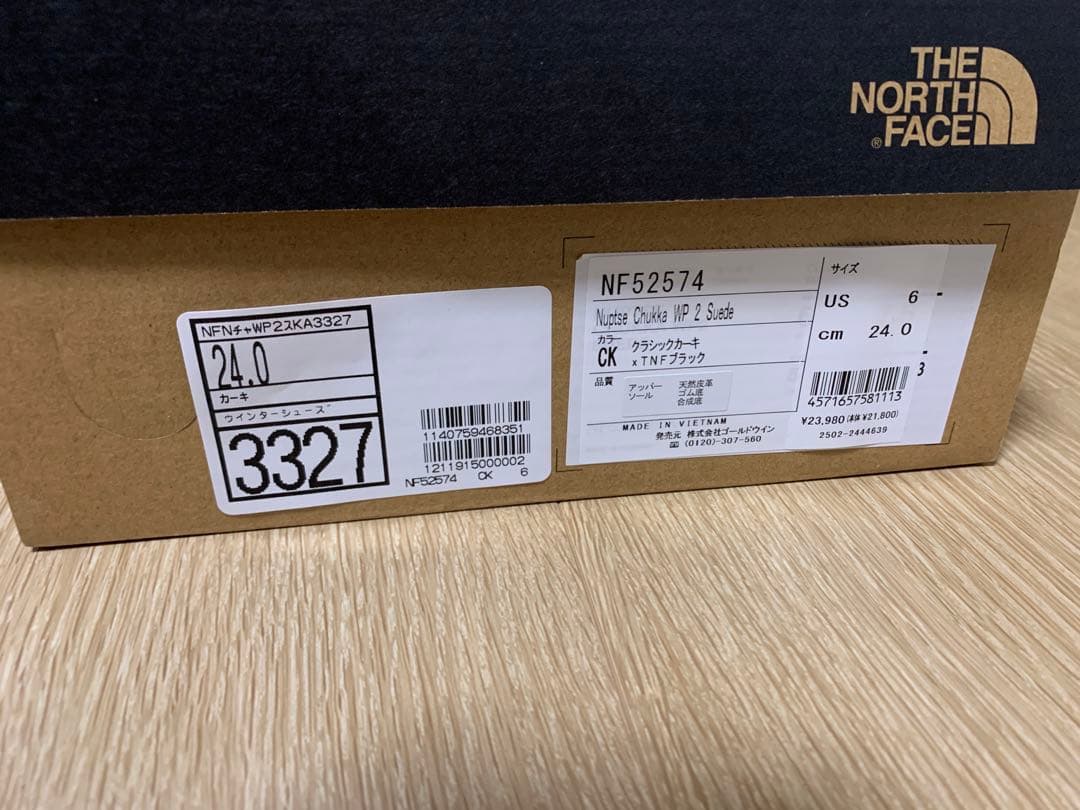 THE
NORTH
FACE
®
NFNチャWP2スKA3327
24.0
カーキ
ウインターシューズ
3327
1140759468351
1211915000002
NF52574 CK 6
NF52574
Nuptse Chukka WP 2 Suede
カラー
CK クラシックカーキ
xTNFブラック
品質 アッパー 天然皮革
ソール ゴム底
合成底
MADE IN VIETNAM
発売元 株式会社ゴールドウイン
(0120)-307-560
サイズ
US 6
cm 24.0
4571657581113
¥23,980(本体¥21,800)
2502-2444639
3